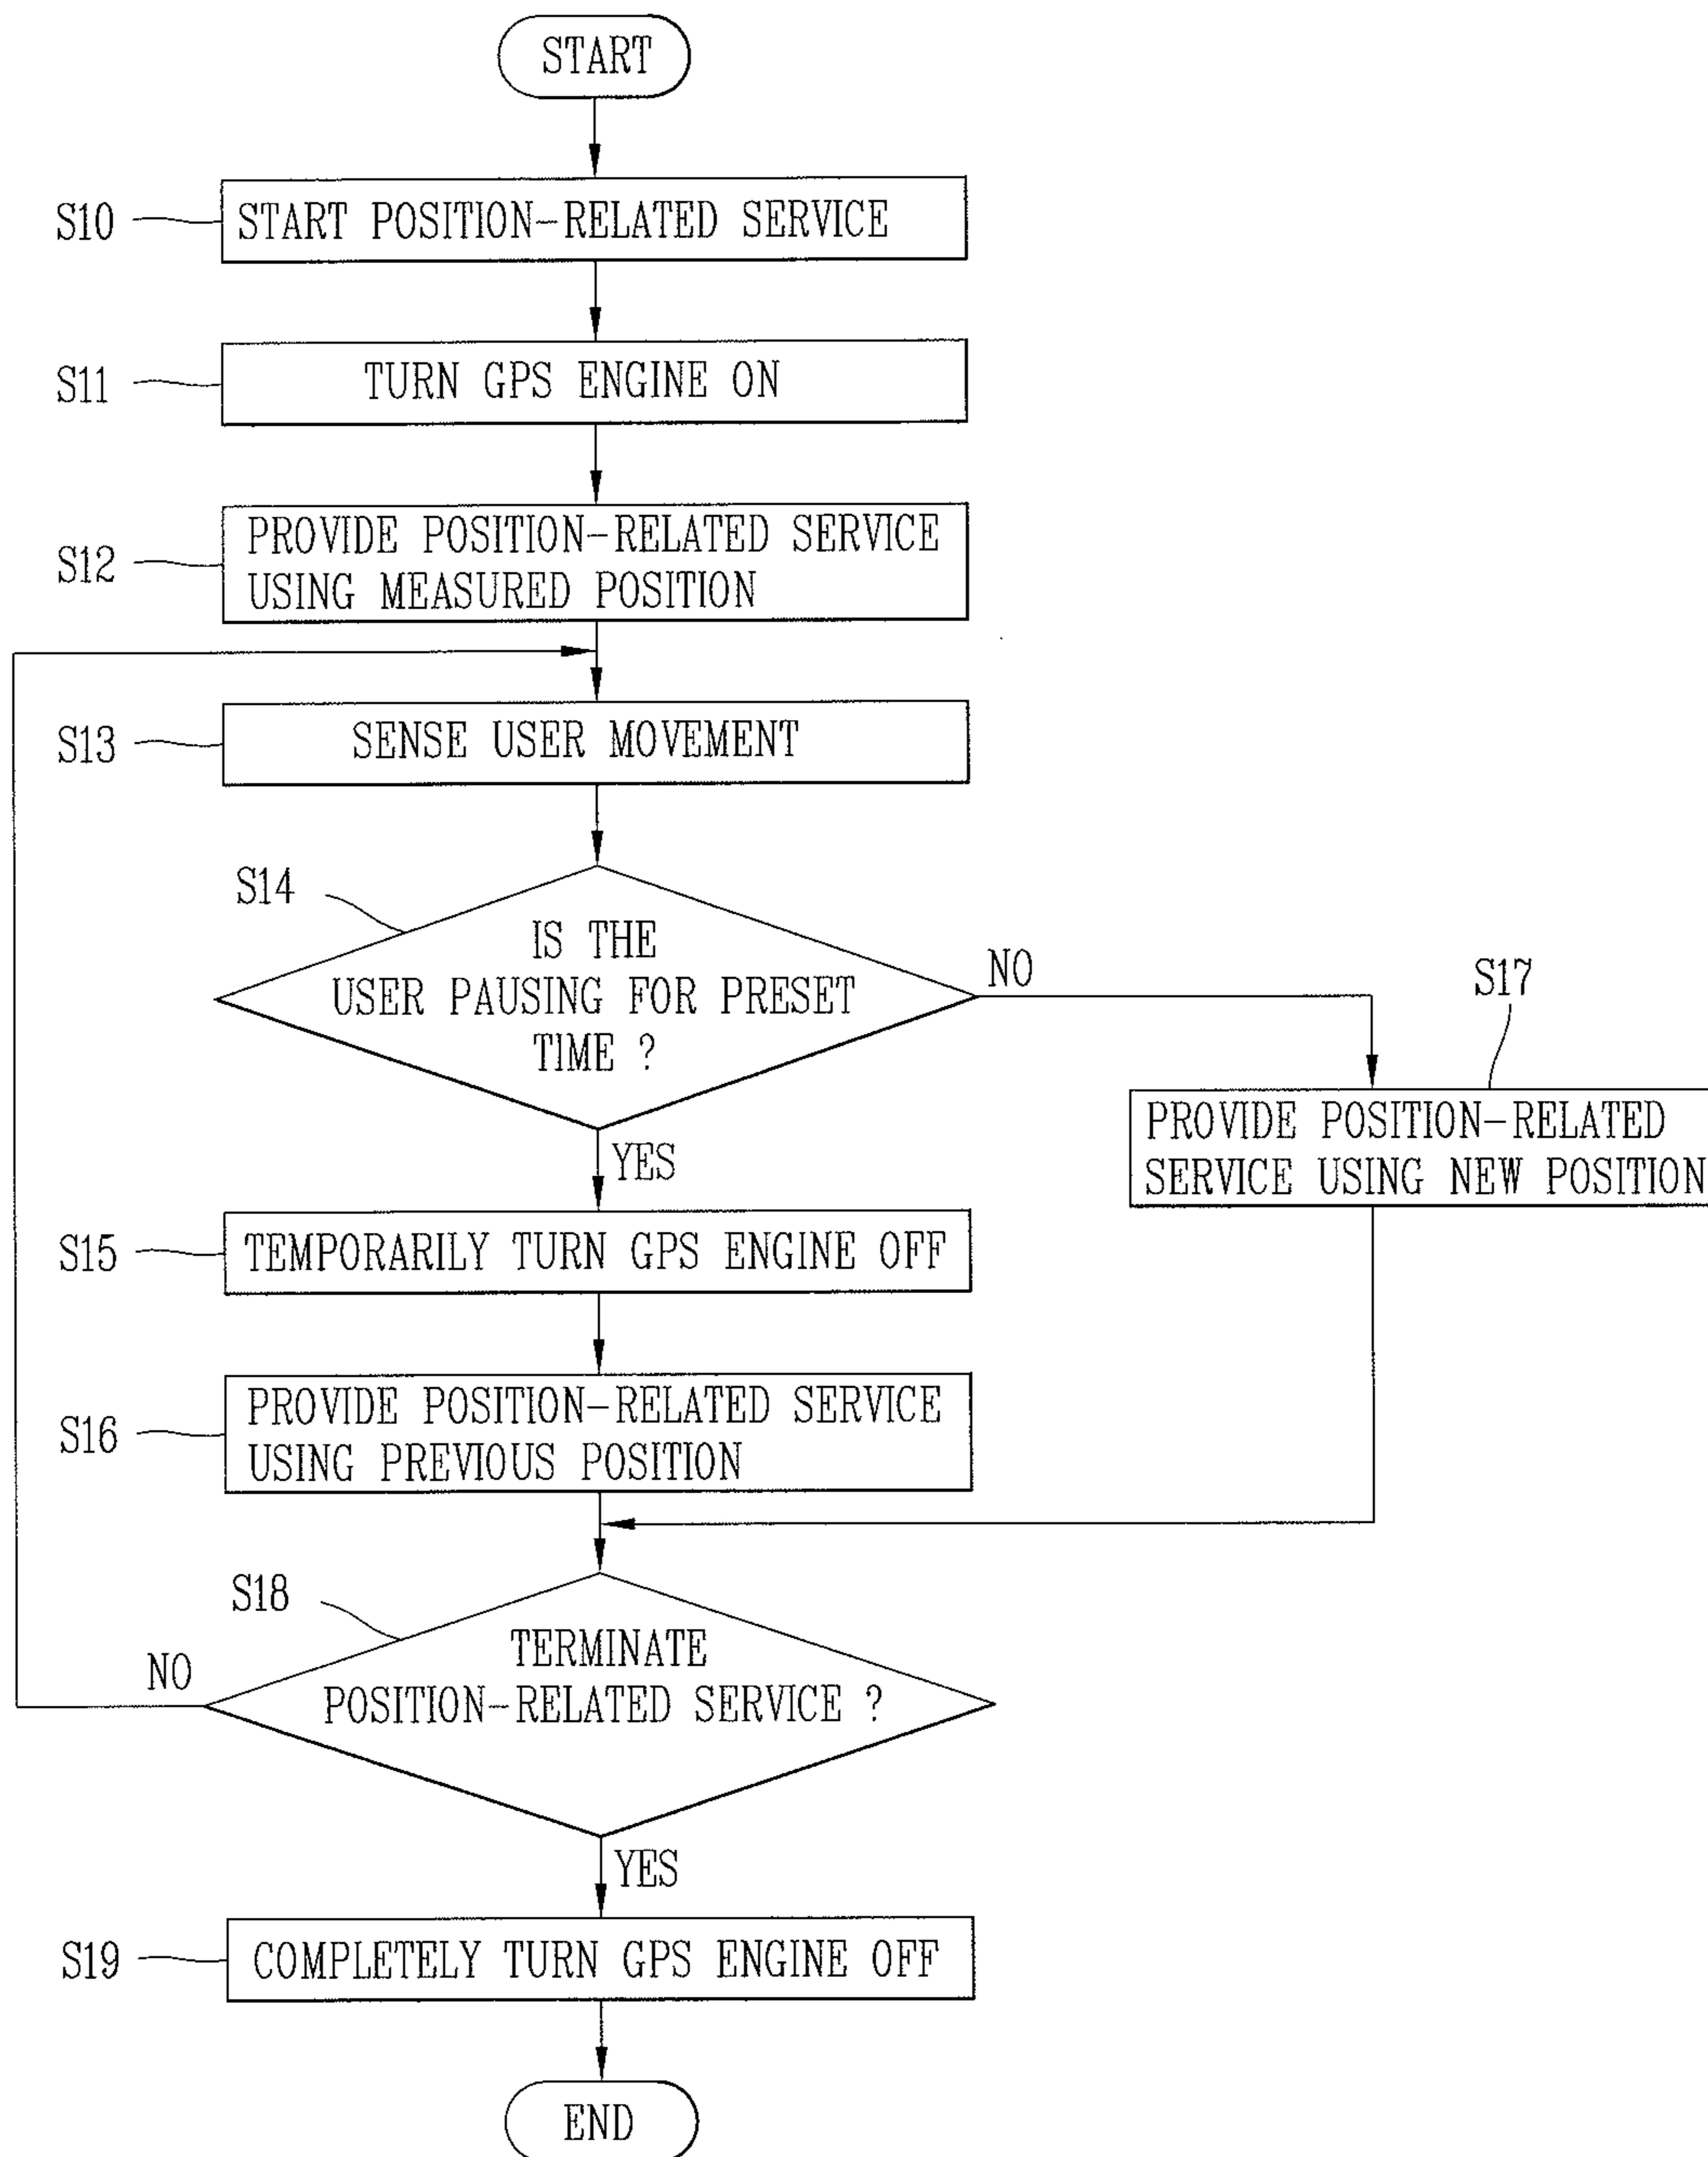 START
S10
START POSITION-RELATED SERVICE
S11
TURN GPS ENGINE ON
S12
PROVIDE POSITION-RELATED SERVICE
USING MEASURED POSITION
S13
SENSE USER MOVEMENT
S14
IS THE
USER PAUSING FOR PRESET
TIME ?
NO
S17
PROVIDE POSITION-RELATED
SERVICE USING NEW POSITION
YES
S15
TEMPORARILY TURN GPS ENGINE OFF
S16
PROVIDE POSITION-RELATED SERVICE
USING PREVIOUS POSITION
S18
TERMINATE
POSITION-RELATED SERVICE ?
NO
YES
S19
COMPLETELY TURN GPS ENGINE OFF
END